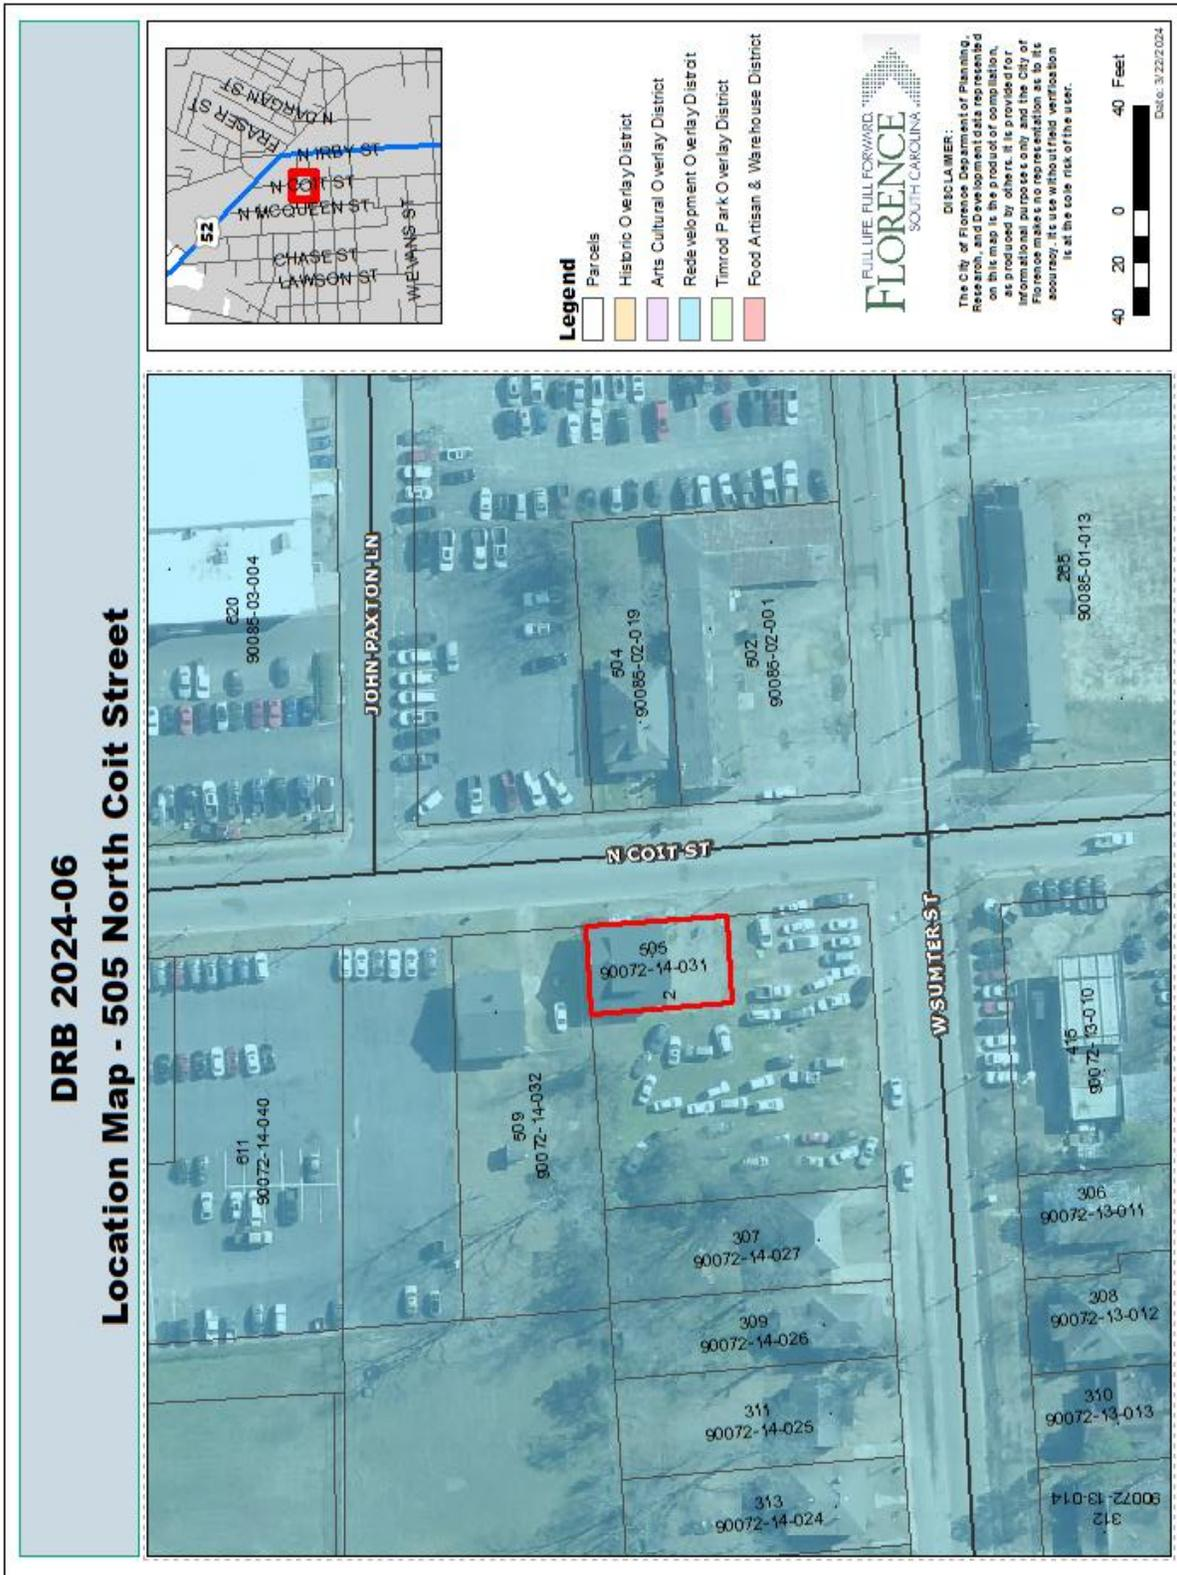 DRB 2024-06
Location Map - 505 North Coit Street
620
90085-03-004
JOHN PAXTON LN
504
90085-02-019
502
90085-02-001
265
90085-01-013
N COIT ST
611
90072-14-040
509
90072-14-032
505
90072-14-031
2
W SUMTER ST
415
90072-13-010
307
90072-14-027
309
90072-14-026
311
90072-14-025
313
90072-14-024
306
90072-13-011
308
90072-13-012
310
90072-13-013
312
90072-13-014
52
FRASER ST
N DARGAN ST
N IRBY ST
N COIT ST
N MCQUEEN ST
CHASE ST
LAWSON ST
W EVANS ST
Legend
Parcels
Historic Overlay District
Arts Cultural Overlay District
Redevelopment Overlay Distrcit
Timrod Park Overlay District
Food Artisan & Warehouse District
FULL LIFE. FULL FORWARD.
FLORENCE
SOUTH CAROLINA
DISCLAIMER:
The City of Florence Department of Planning,
Research, and Development data represented
on this map is the product of compilation,
as produced by others. It is provided for
informational purposes only and the City of
Florence makes no representation as to its
accuracy. Its use without field verification
is at the sole risk of the user.
40 20 0 40 Feet
Date: 3/22/2024